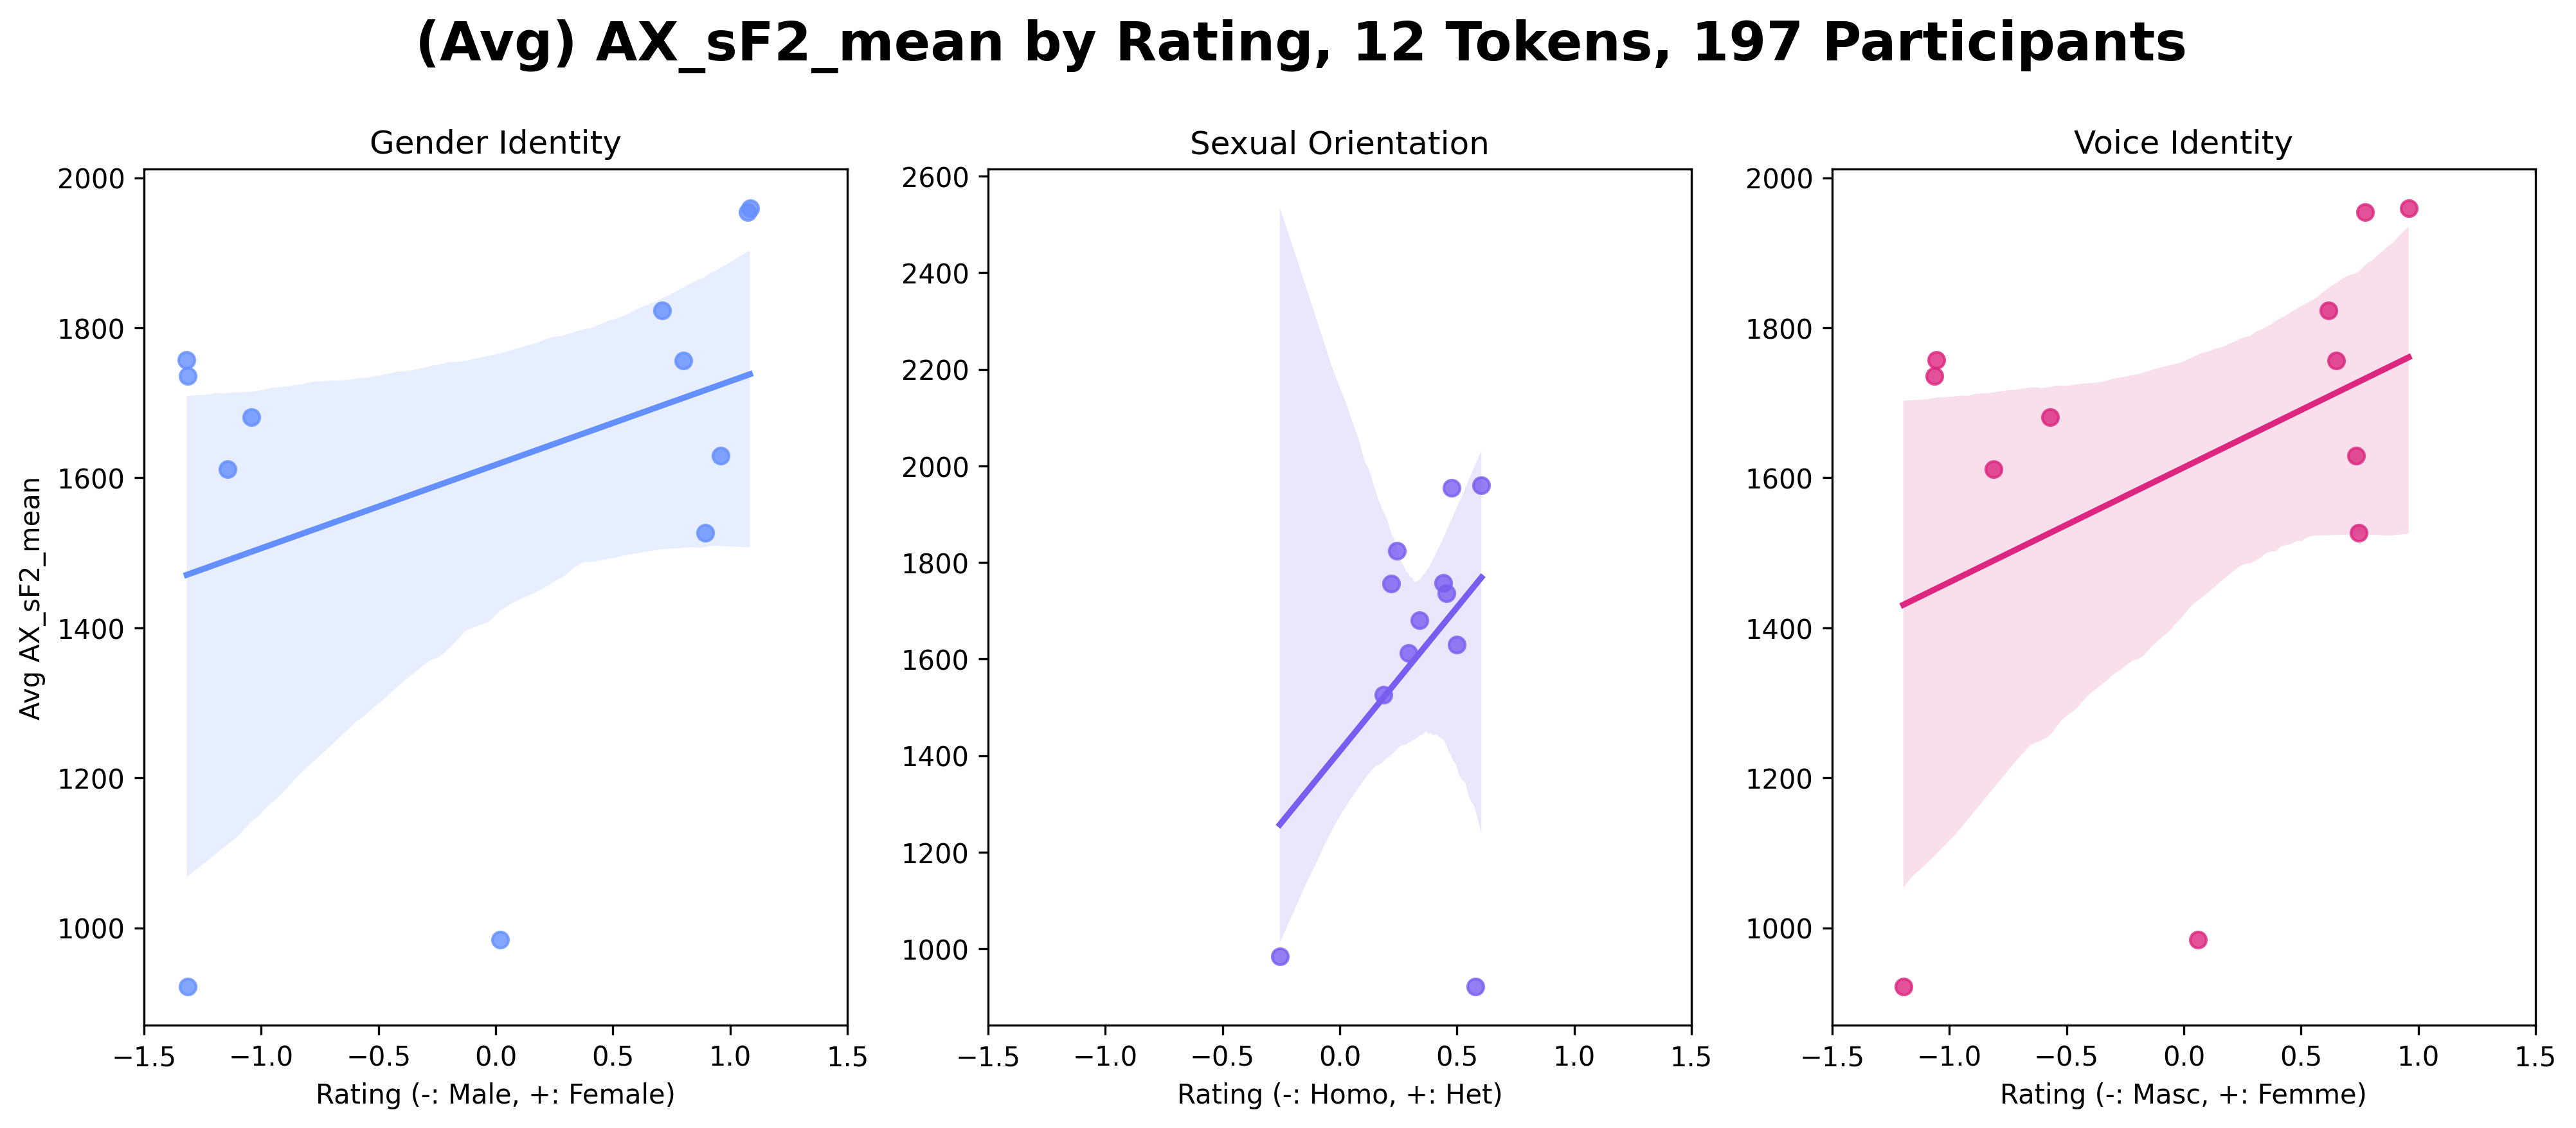 (Avg) AX_sF2_mean by Rating, 12 Tokens, 197 Participants
Gender Identity
Avg AX_sF2_mean
2000
1800
1600
1400
1200
1000
−1.5 −1.0 −0.5 0.0 0.5 1.0 1.5
Rating (-: Male, +: Female)
Sexual Orientation
2600
2400
2200
2000
1800
1600
1400
1200
1000
−1.5 −1.0 −0.5 0.0 0.5 1.0 1.5
Rating (-: Homo, +: Het)
Voice Identity
2000
1800
1600
1400
1200
1000
−1.5 −1.0 −0.5 0.0 0.5 1.0 1.5
Rating (-: Masc, +: Femme)